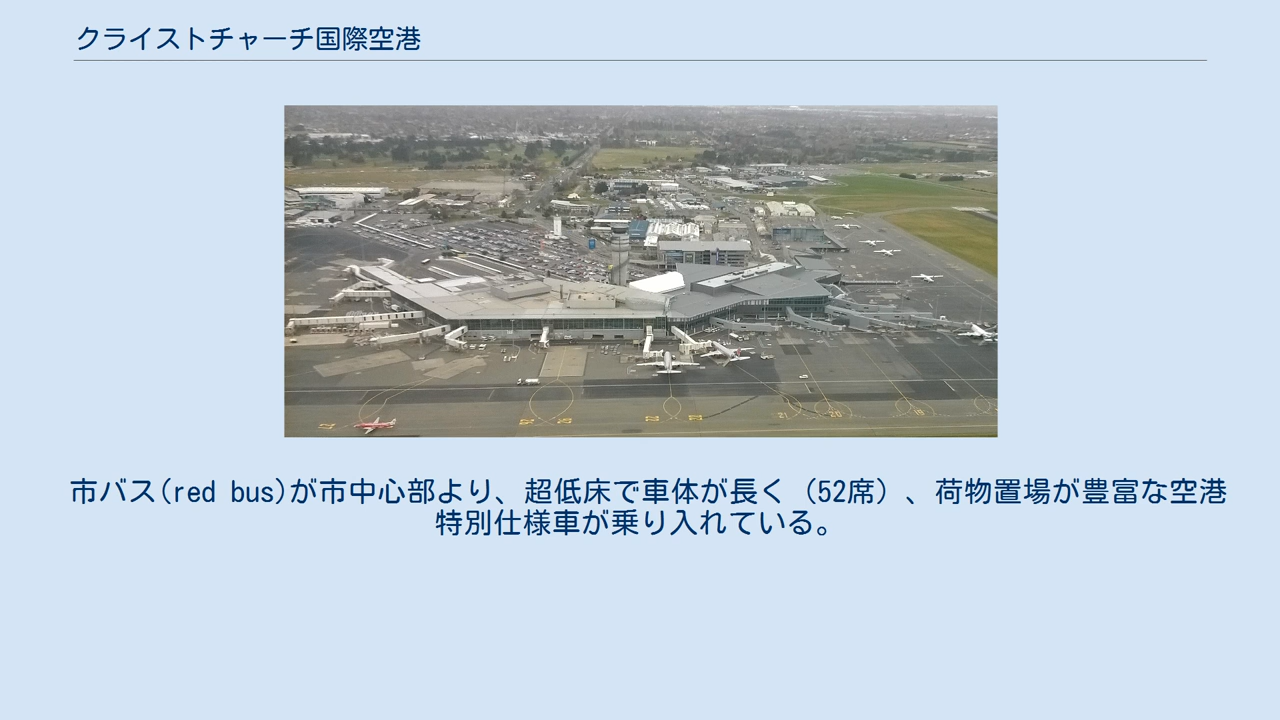 クライストチャーチ国際空港
市バス(red bus)が市中心部より、超低床で車体が長く（52席）、荷物置場が豊富な空港
特別仕様車が乗り入れている。